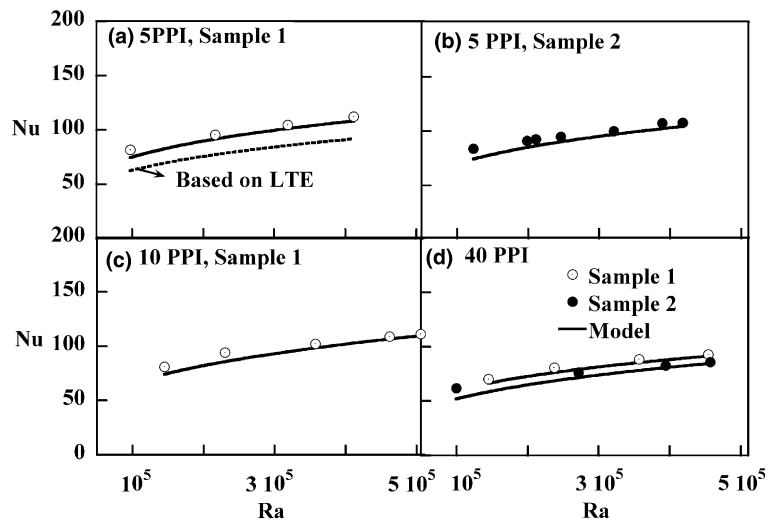 200
(a) 5PPI, Sample 1
(b) 5 PPI, Sample 2
150
Nu
100
50
Based on LTE
200
(c) 10 PPI, Sample 1
(d) 40 PPI
Sample 1
Sample 2
Model
150
Nu
100
50
0
10⁵ 3 10⁵ 5 10⁵
10⁵ 3 10⁵ 5 10⁵
Ra
Ra